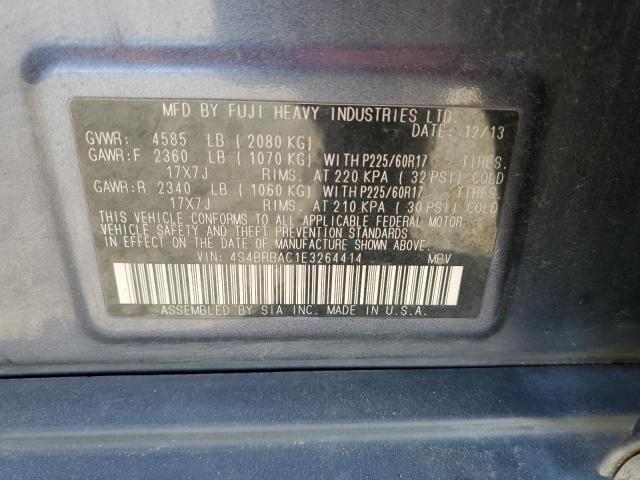 MFD BY FUJI HEAVY INDUSTRIES LTD.
DATE: 12/13
GVWR: 4585 LB ( 2080 KG)
GAWR:F 2360 LB ( 1070 KG) WITH P225/60R17 TIRES.
17X7J RIMS. AT 220 KPA ( 32 PSI) COLD
GAWR:R 2340 LB ( 1060 KG) WITH P225/60R17 TIRES.
17X7J RIMS. AT 210 KPA ( 30 PSI) COLD
THIS VEHICLE CONFORMS TO ALL APPLICABLE FEDERAL MOTOR
VEHICLE SAFETY AND THEFT PREVENTION STANDARDS
IN EFFECT ON THE DATE OF MANUFACTURE SHOWN ABOVE.
VIN: 4S4BRBAC1E3264414 MPV
ASSEMBLED BY SIA INC. MADE IN U.S.A.